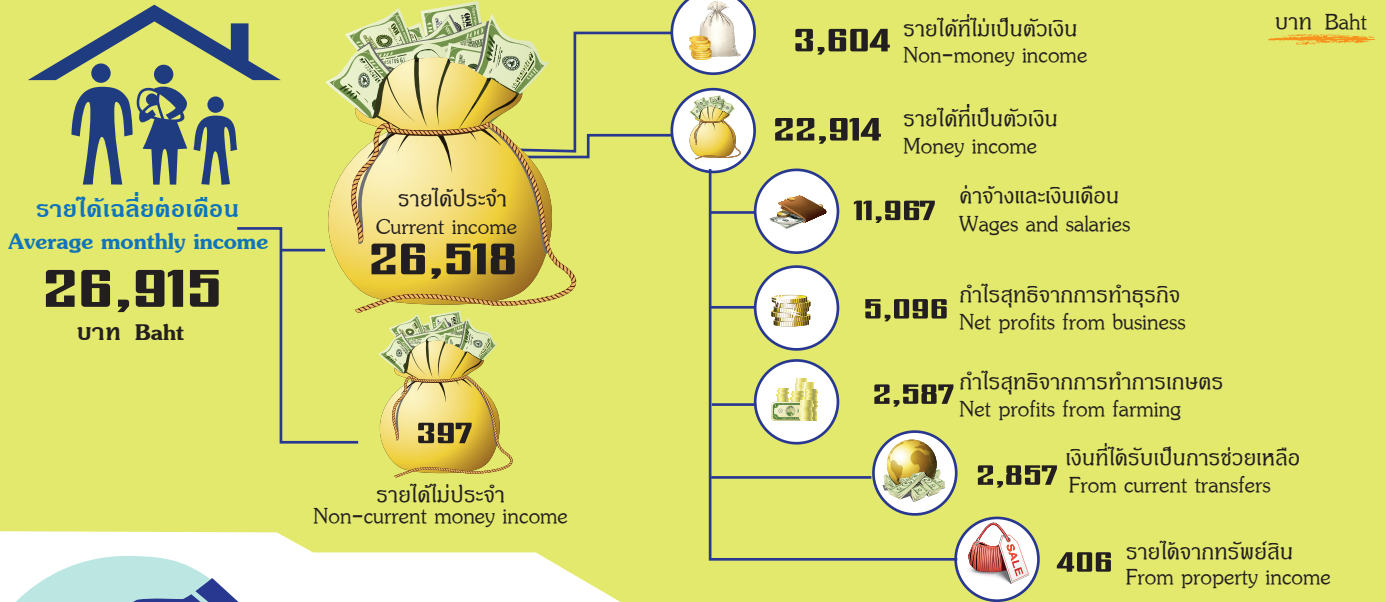 บาท Baht
รายได้เฉลี่ยต่อเดือน
Average monthly income
26,915
บาท Baht
รายได้ประจำ
Current income
26,518
397
รายได้ไม่ประจำ
Non-current money income
3,604 รายได้ที่ไม่เป็นตัวเงิน
Non-money income
22,914 รายได้ที่เป็นตัวเงิน
Money income
11,967 ค่าจ้างและเงินเดือน
Wages and salaries
5,096 กำไรสุทธิจากการทำธุรกิจ
Net profits from business
2,587 กำไรสุทธิจากการทำการเกษตร
Net profits from farming
2,857 เงินที่ได้รับเป็นการช่วยเหลือ
From current transfers
SALE
406 รายได้จากทรัพย์สิน
From property income